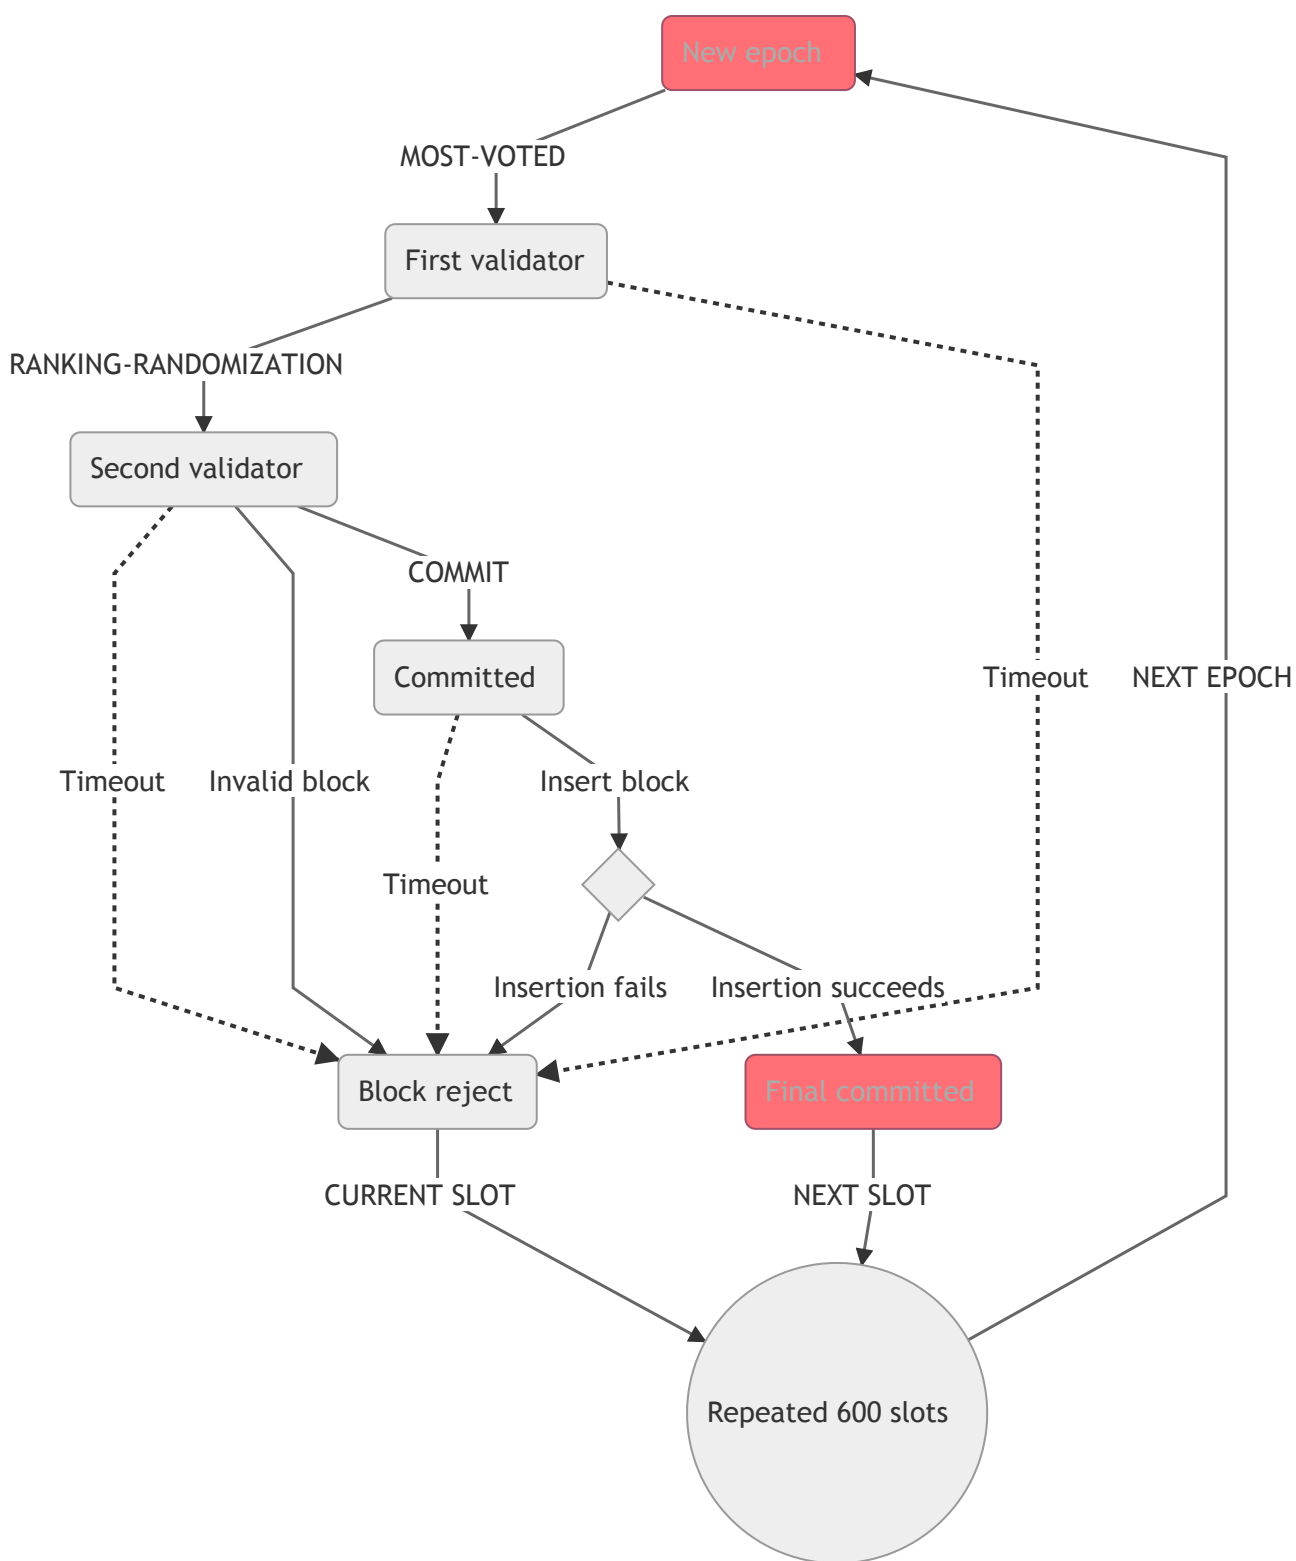 New epoch
MOST-VOTED
First validator
RANKING-RANDOMIZATION
Second validator
COMMIT
Committed
Timeout
NEXT EPOCH
Timeout
Invalid block
Insert block
Timeout
Insertion fails
Insertion succeeds
Block reject
Final committed
CURRENT SLOT
NEXT SLOT
Repeated 600 slots